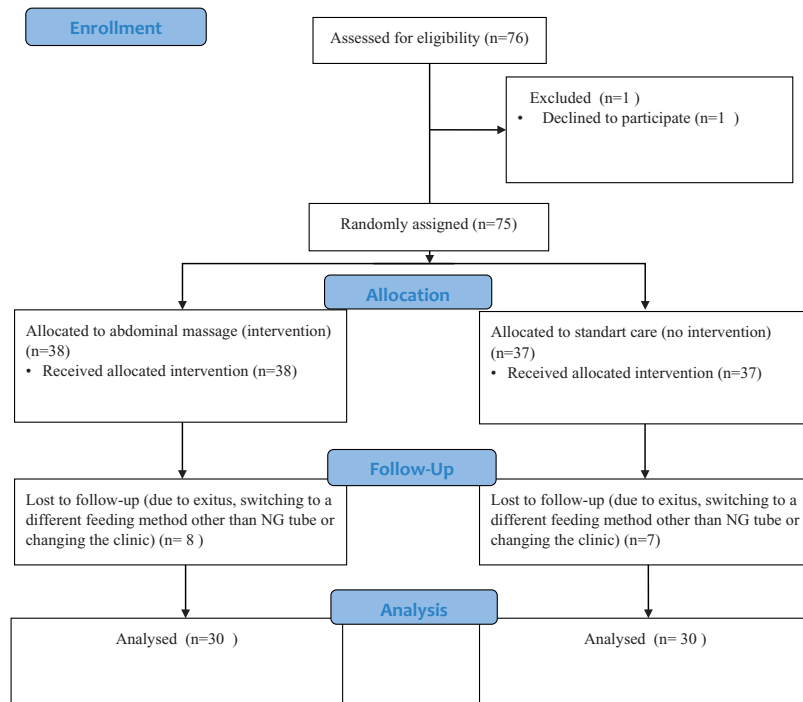 Enrollment
Assessed for eligibility (n=76)
Excluded (n=1 )
• Declined to participate (n=1 )
Randomly assigned (n=75)
Allocation
Allocated to abdominal massage (intervention)
(n=38)
• Received allocated intervention (n=38)
Allocated to standart care (no intervention)
(n=37)
• Received allocated intervention (n=37)
Follow-Up
Lost to follow-up (due to exitus, switching to a
different feeding method other than NG tube or
changing the clinic) (n= 8 )
Lost to follow-up (due to exitus, switching to a
different feeding method other than NG tube or
changing the clinic) (n=7)
Analysis
Analysed (n=30 )
Analysed (n= 30 )